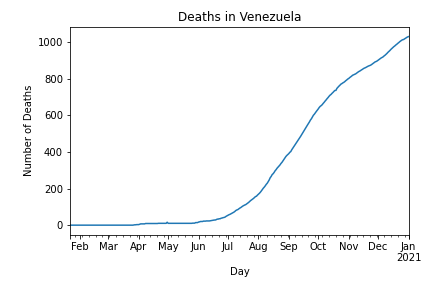 Deaths in Venezuela
Number of Deaths
1000
800
600
400
200
0
Feb Mar Apr May Jun Jul Aug Sep Oct Nov Dec Jan
2021
Day